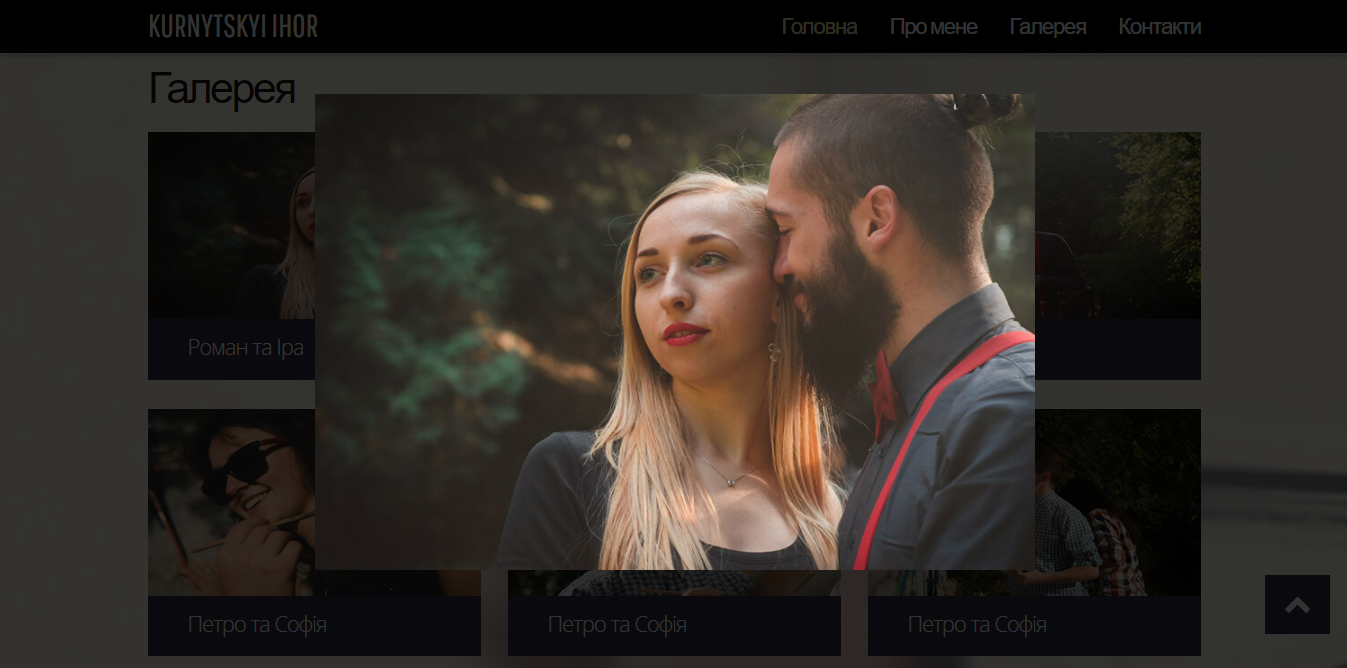 KURNYTSKYI IHOR
Головна Про мене Галерея Контакти
Галерея
Роман та Іра
Петро та Софія Петро та Софія Петро та Софія